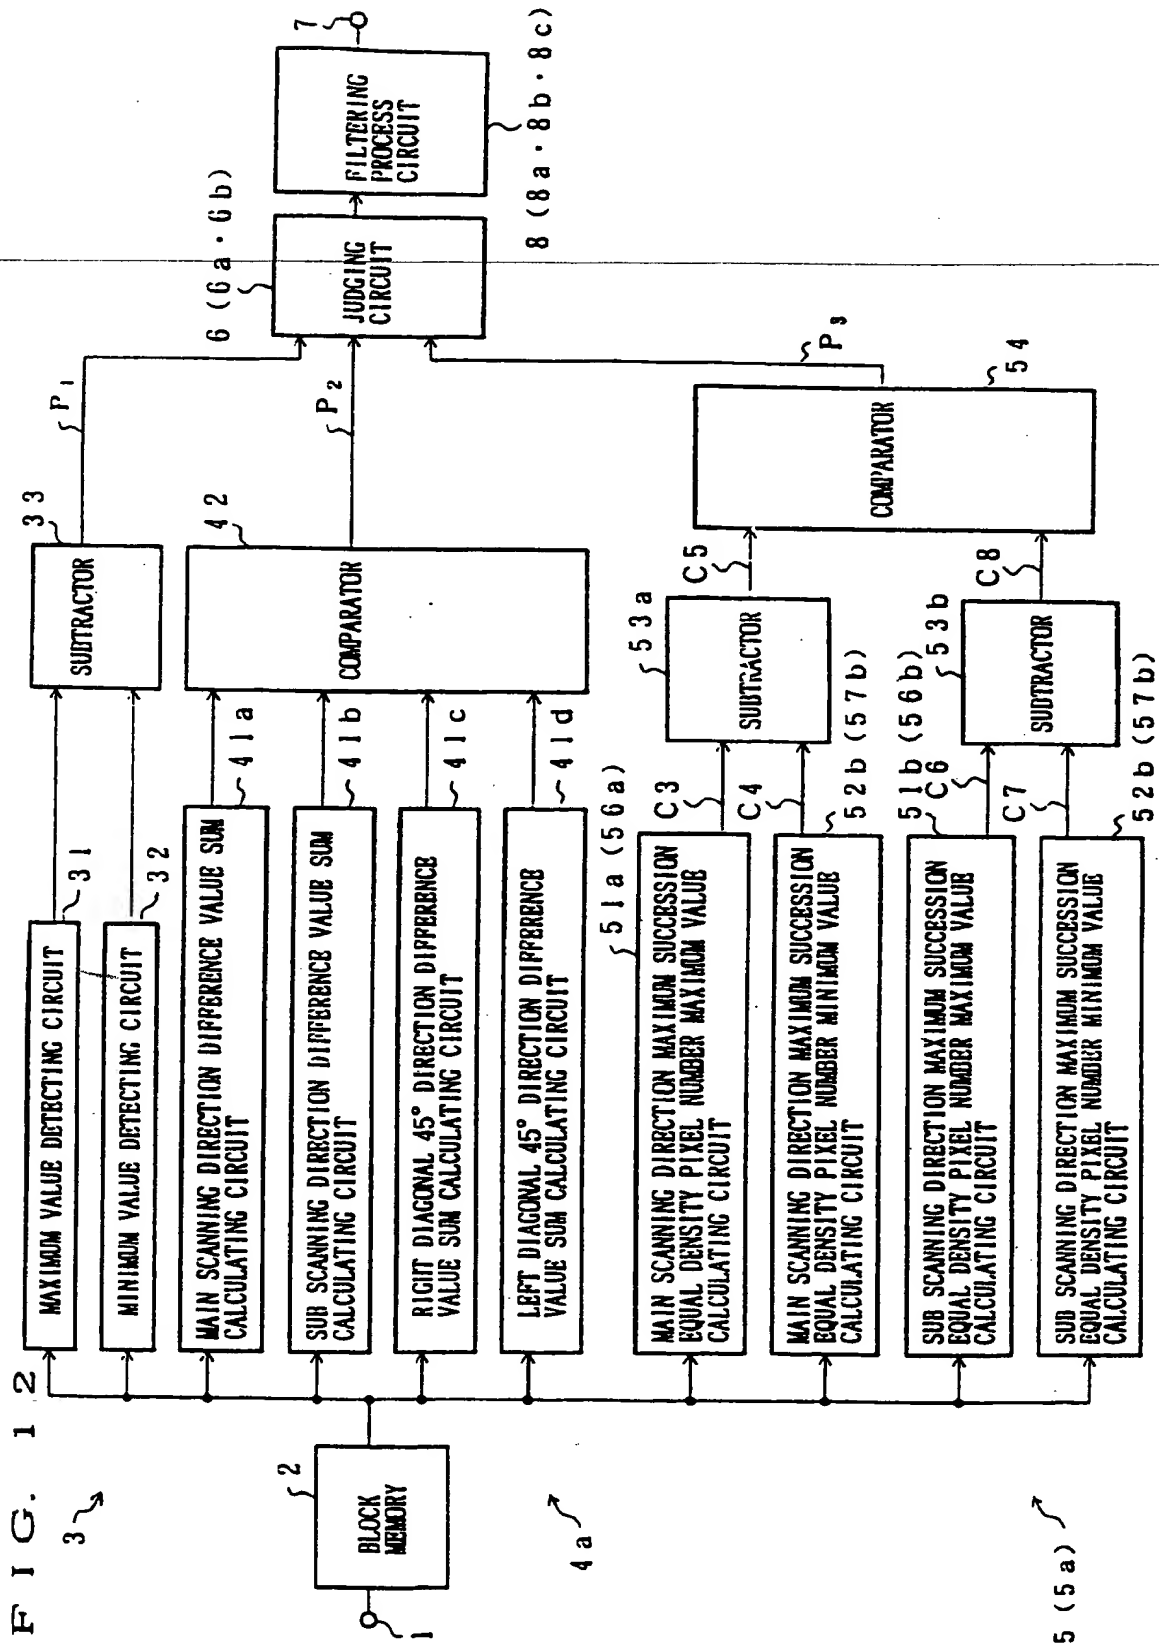 FIG. 12
3
1
2
BLOCK
MEMORY
4a
5 (5a)
MAXIMUM VALUE DETECTING CIRCUIT
31
MINIMUM VALUE DETECTING CIRCUIT
32
SUBTRACTOR
33
P1
MAIN SCANNING DIRECTION DIFFERENCE VALUE SUM
CALCULATING CIRCUIT
41a
SUB SCANNING DIRECTION DIFFERENCE VALUE SUM
CALCULATING CIRCUIT
41b
RIGHT DIAGONAL 45° DIRECTION DIFFERENCE
VALUE SUM CALCULATING CIRCUIT
41c
LEFT DIAGONAL 45° DIRECTION DIFFERENCE
VALUE SUM CALCULATING CIRCUIT
41d
COMPARATOR
42
P2
MAIN SCANNING DIRECTION MAXIMUM SUCCESSION
EQUAL DENSITY PIXEL NUMBER MAXIMUM VALUE
CALCULATING CIRCUIT
51a (56a)
C3
MAIN SCANNING DIRECTION MAXIMUM SUCCESSION
EQUAL DENSITY PIXEL NUMBER MINIMUM VALUE
CALCULATING CIRCUIT
52b (57b)
C4
SUBTRACTOR
53a
C5
SUB SCANNING DIRECTION MAXIMUM SUCCESSION
EQUAL DENSITY PIXEL NUMBER MAXIMUM VALUE
CALCULATING CIRCUIT
51b (56b)
C6
SUB SCANNING DIRECTION MAXIMUM SUCCESSION
EQUAL DENSITY PIXEL NUMBER MINIMUM VALUE
CALCULATING CIRCUIT
52b (57b)
C7
SUBTRACTOR
53b
C8
COMPARATOR
54
P3
JUDGING
CIRCUIT
6 (6a・6b)
FILTERING
PROCESS
CIRCUIT
8 (8a・8b・8c)
7